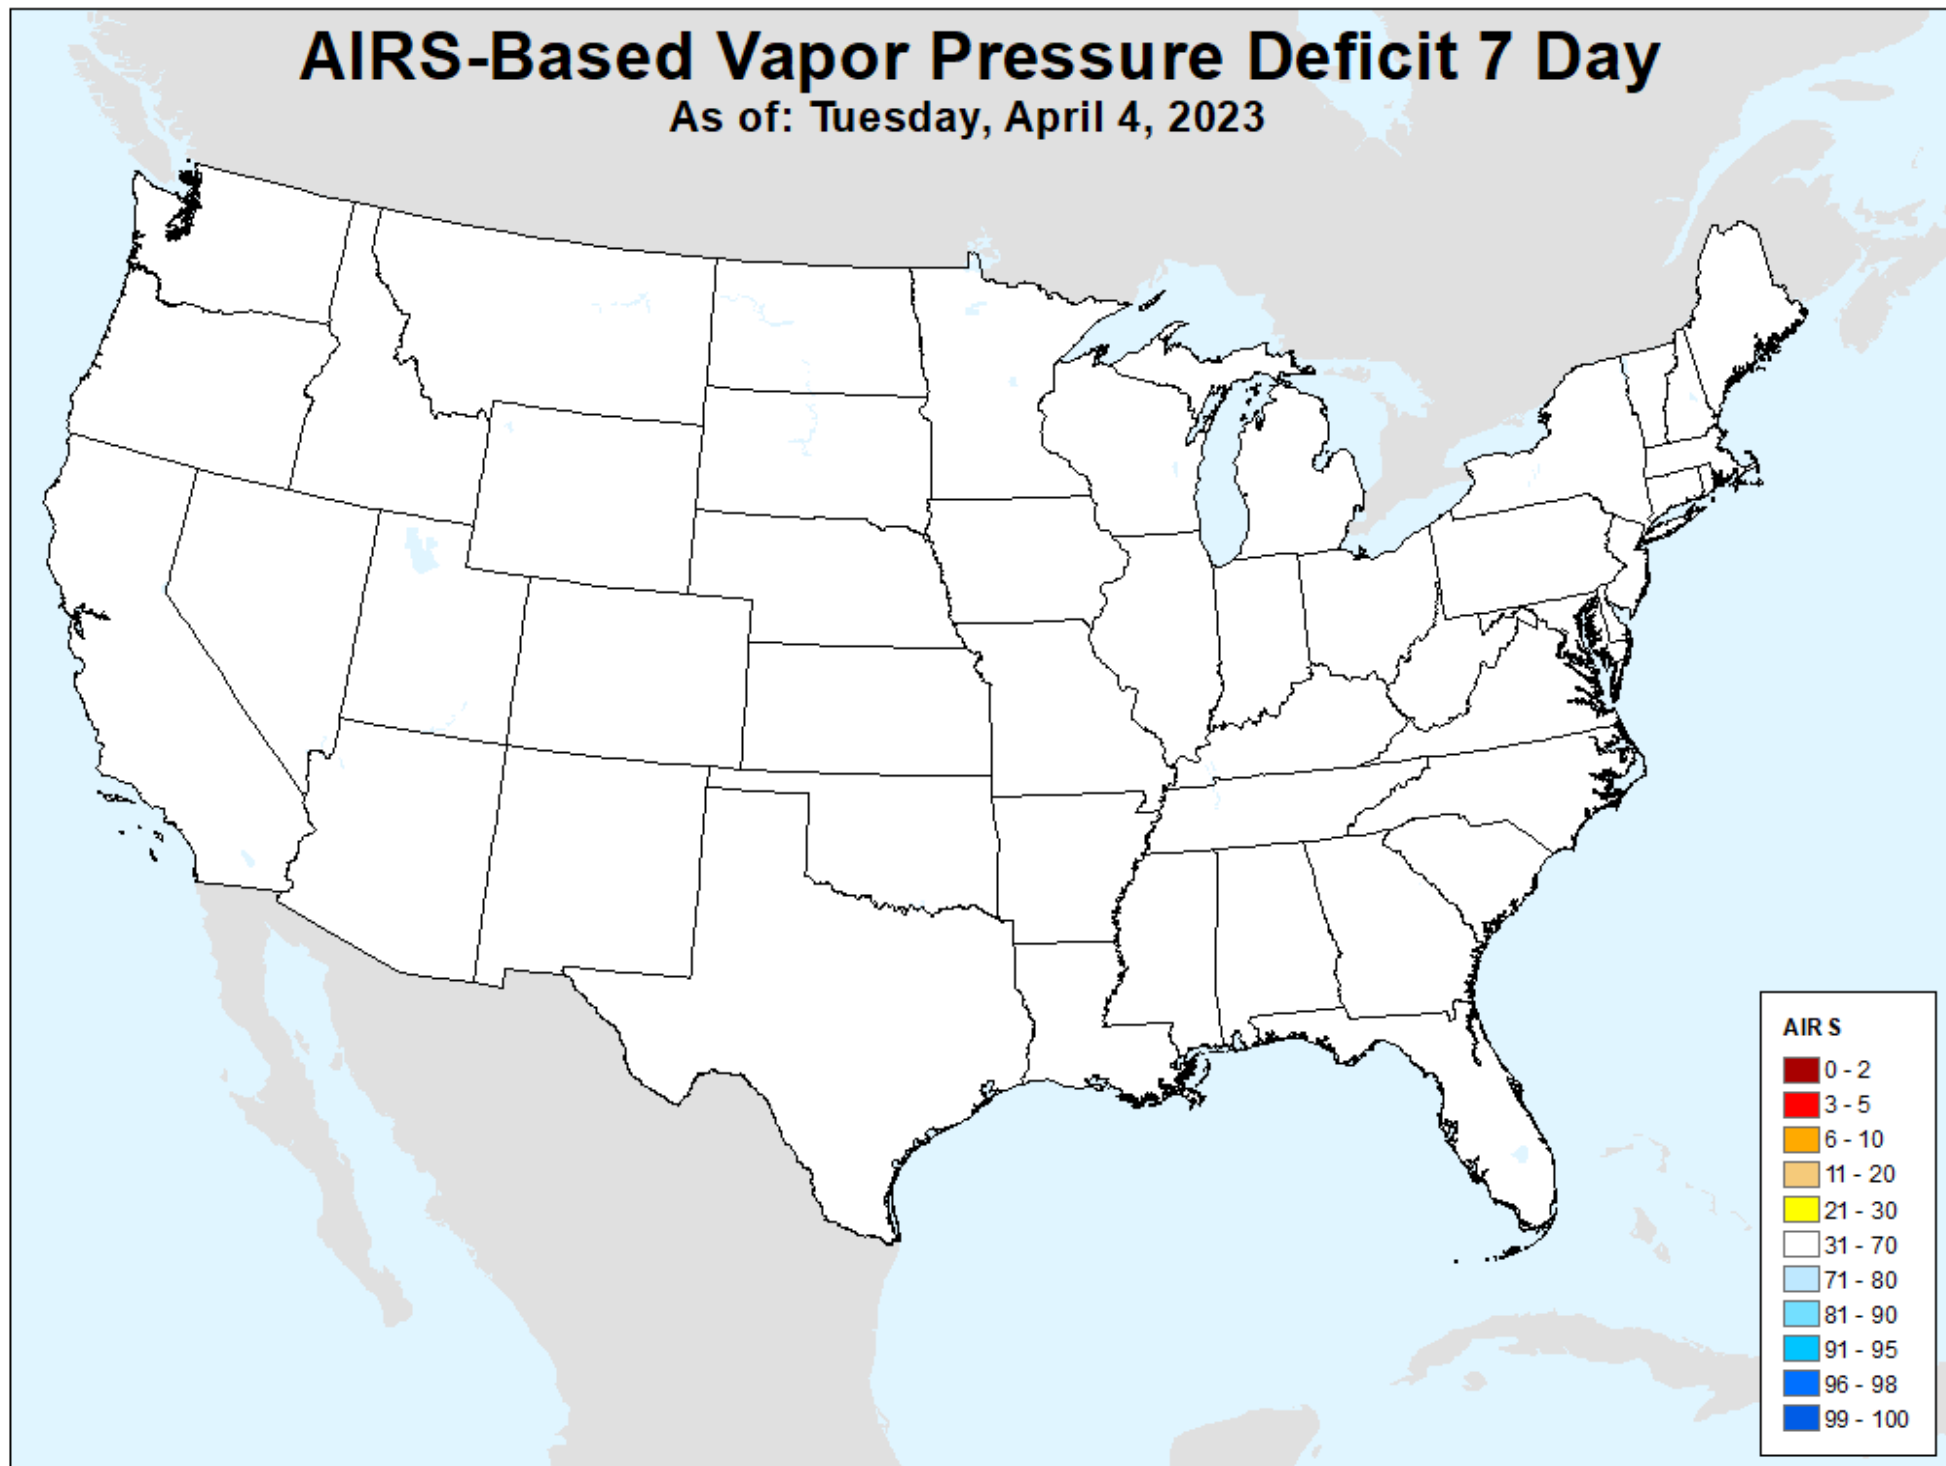 AIRS-Based Vapor Pressure Deficit 7 Day
As of: Tuesday, April 4, 2023
AIRS
0 - 2
3 - 5
6 - 10
11 - 20
21 - 30
31 - 70
71 - 80
81 - 90
91 - 95
96 - 98
99 - 100